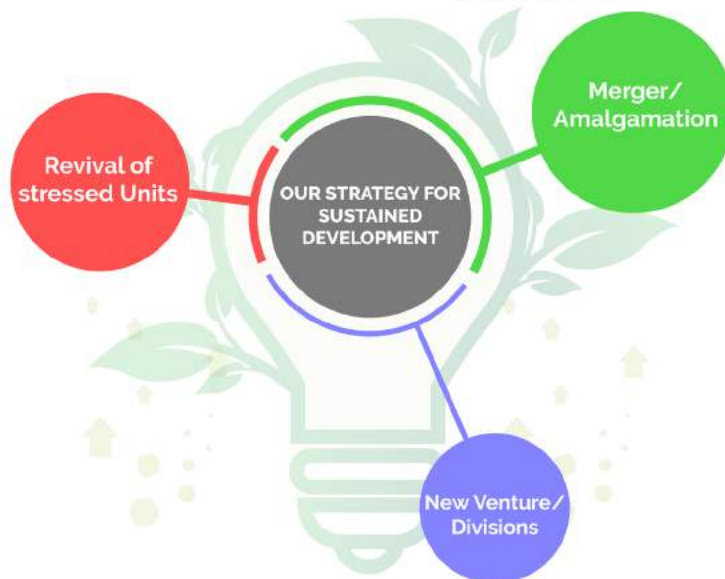 Merger/
Amalgamation
Revival of
stressed Units
OUR STRATEGY FOR
SUSTAINED
DEVELOPMENT
New Venture/
Divisions